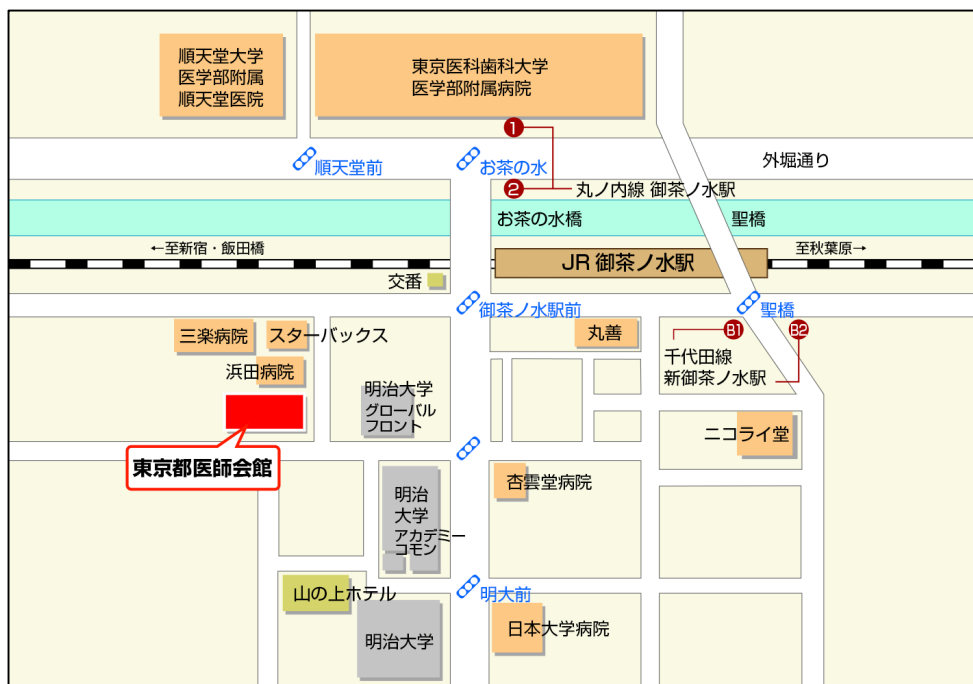 順天堂大学
医学部附属
順天堂医院
東京医科歯科大学
医学部附属病院
1
順天堂前
お茶の水
外堀通り
2
丸ノ内線 御茶ノ水駅
お茶の水橋
聖橋
←至新宿・飯田橋
JR 御茶ノ水駅
至秋葉原→
交番
御茶ノ水駅前
聖橋
三楽病院
スターバックス
丸善
B1
B2
千代田線
新御茶ノ水駅
浜田病院
明治大学
グローバル
フロント
ニコライ堂
東京都医師会館
杏雲堂病院
明治
大学
アカデミー
コモン
山の上ホテル
明大前
明治大学
日本大学病院